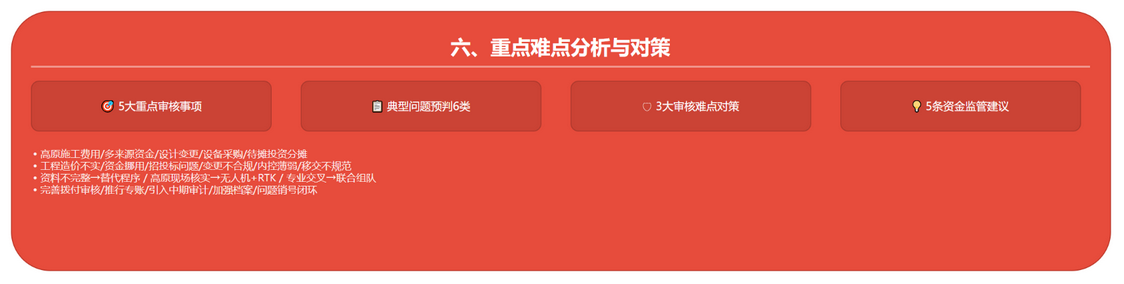 六、重点难点分析与对策
🎯 5大重点审核事项
📋 典型问题预判6类
🛡 3大审核难点对策
💡 5条资金监管建议
• 高原施工费用/多来源资金/设计变更/设备采购/待摊投资分摊
• 工程造价不实/资金挪用/招投标问题/变更不合规/内控薄弱/移交不规范
• 资料不完整→替代程序 / 高原现场核实→无人机+RTK / 专业交叉→联合组队
• 完善拨付审核/推行专账/引入中期审计/加强档案/问题销号闭环